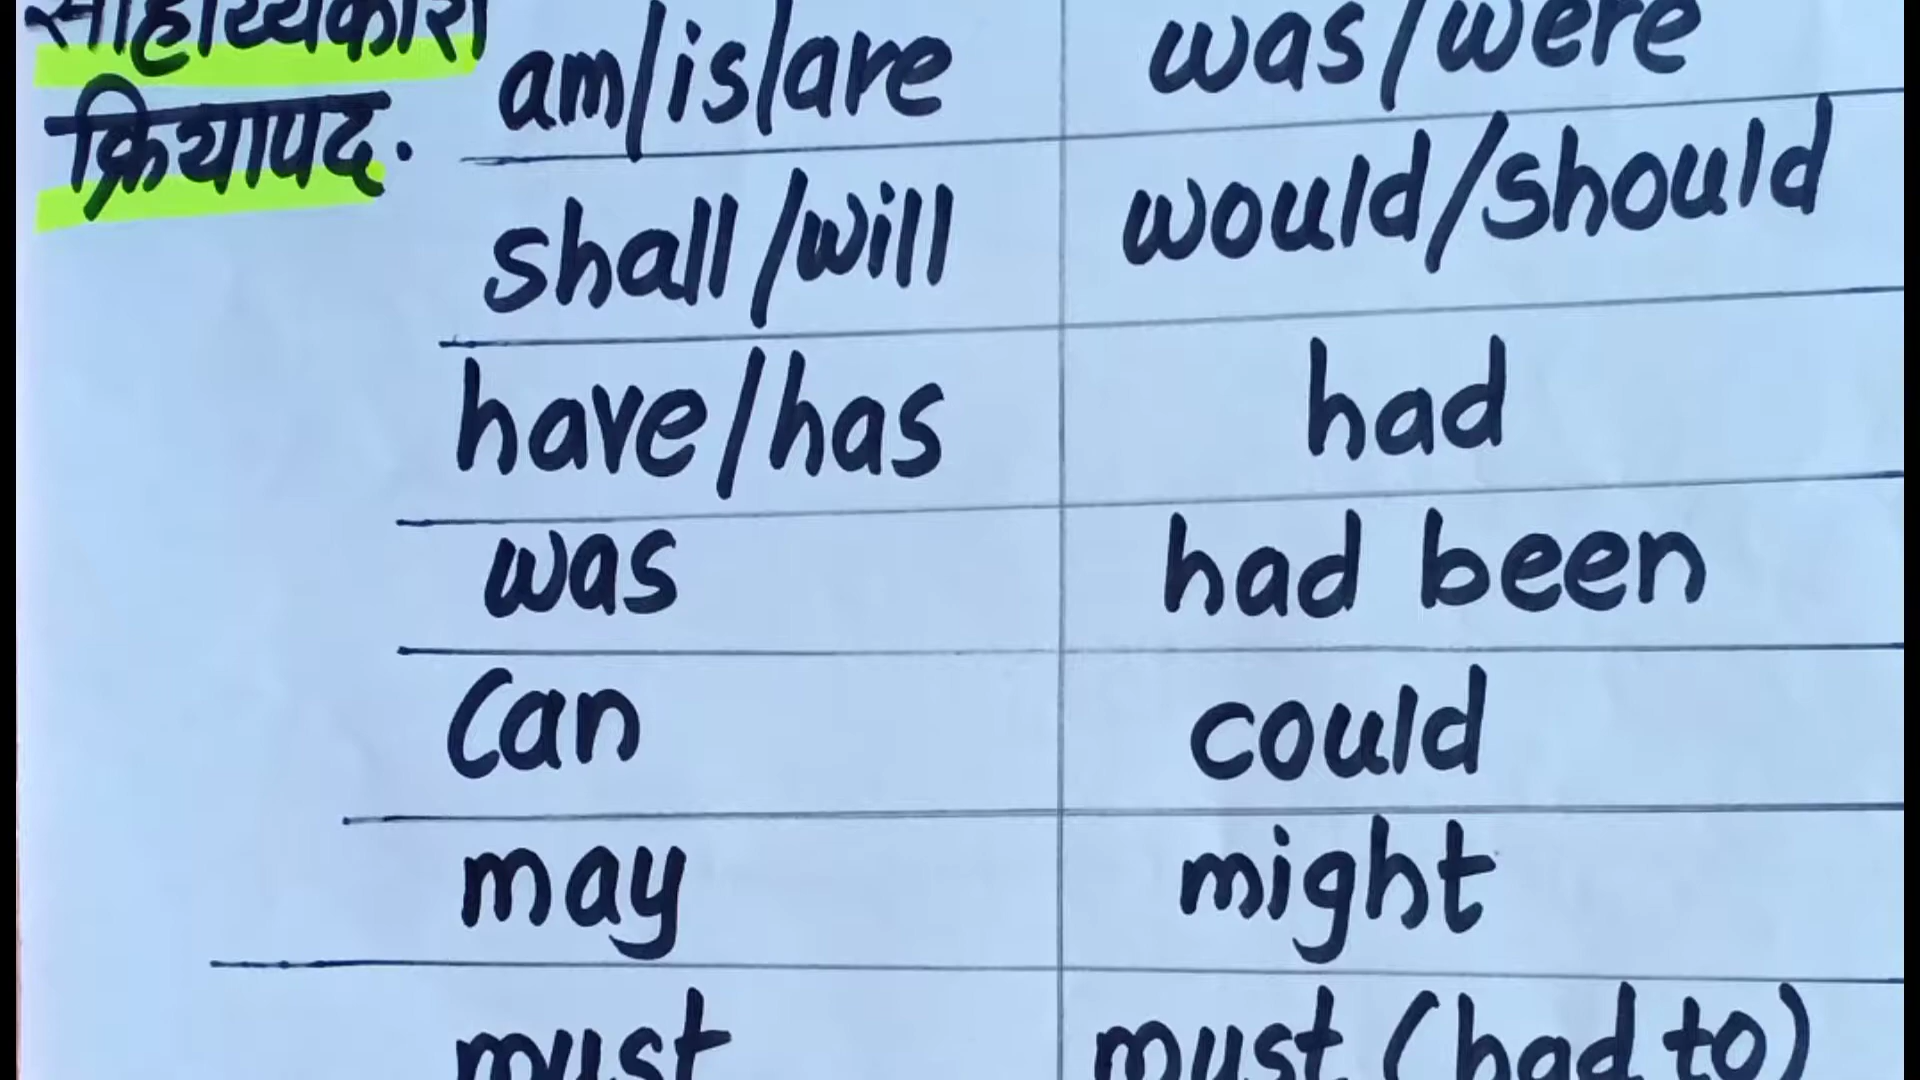 साहाय्यकारी
क्रियापद.
am/is/are was/were
shall/will would/should
have/has had
was had been
Can could
may might
must must (had to)